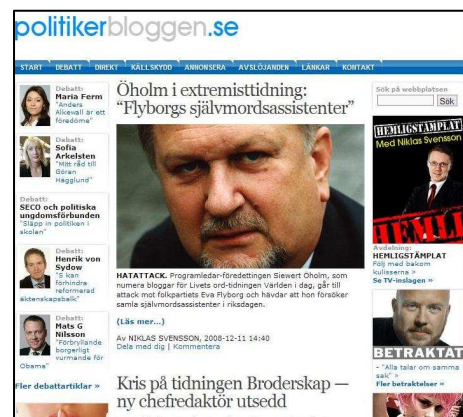 politikerbloggen.se
START DEBATT DIREKT KÄLLSKYDD ANNONSERA AVSLÖJANDEN LÄNKAR KONTAKT
Debatt:
Maria Ferm
"Anders
Alkevall är ett
föredöme"
Debatt:
Sofia
Arkelsten
"Mitt råd till
Göran
Hägglund"
Debatt:
SECO och politiska
ungdomsförbunden
"Släpp in politiken i
skolan"
Debatt:
Henrik von
Sydow
"S kan
förhindra
reformerad
äktenskapsbalk"
Debatt:
Mats G
Nilsson
"Förbryllande
borgerligt
vurmande för
Obama"
Fler debattartiklar »
Öholm i extremisttidning:
"Flyborgs självmordsassistenter"
HATATTACK. Programledar-föredettingen Siewert Öholm, som
numera bloggar för Livets ord-tidningen Världen i dag, går till
attack mot folkpartiets Eva Flyborg och hävdar att hon försöker
samla självmordsassistenter i riksdagen.
(Läs mer...)
Av NIKLAS SVENSSON, 2008-12-11 14:40
Dela med dig | Kommentera
Kris på tidningen Broderskap —
ny chefredaktör utsedd
Sök på webbplatsen
Sök
HEMLIGSTÄMPLAT
Med Niklas Svensson
HEMLI
Avdelning:
HEMLIGSTÄMPLAT
Följ med bakom
kulisserna »
Se TV-inslagen »
BETRAKTAT
- "Alla talar om samma
sak" »
Fler betraktelser »